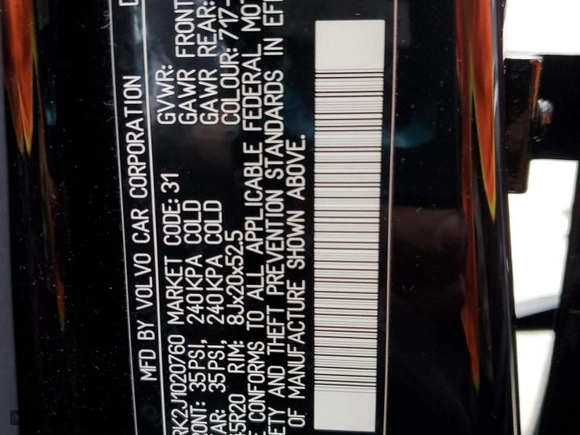 MFD BY VOLVO CAR CORPORATION D
RK2J1020760 MARKET CODE: 31 GVWR:
ONT: 35PSI, 240KPA COLD GAWR FRONT
AR: 35PSI, 240KPA COLD GAWR REAR:
5R20 RIM: 8Jx20x52.5 COLOUR: 717-
E CONFORMS TO ALL APPLICABLE FEDERAL MOT
ETY AND THEFT PREVENTION STANDARDS IN EFF
OF MANUFACTURE SHOWN ABOVE.